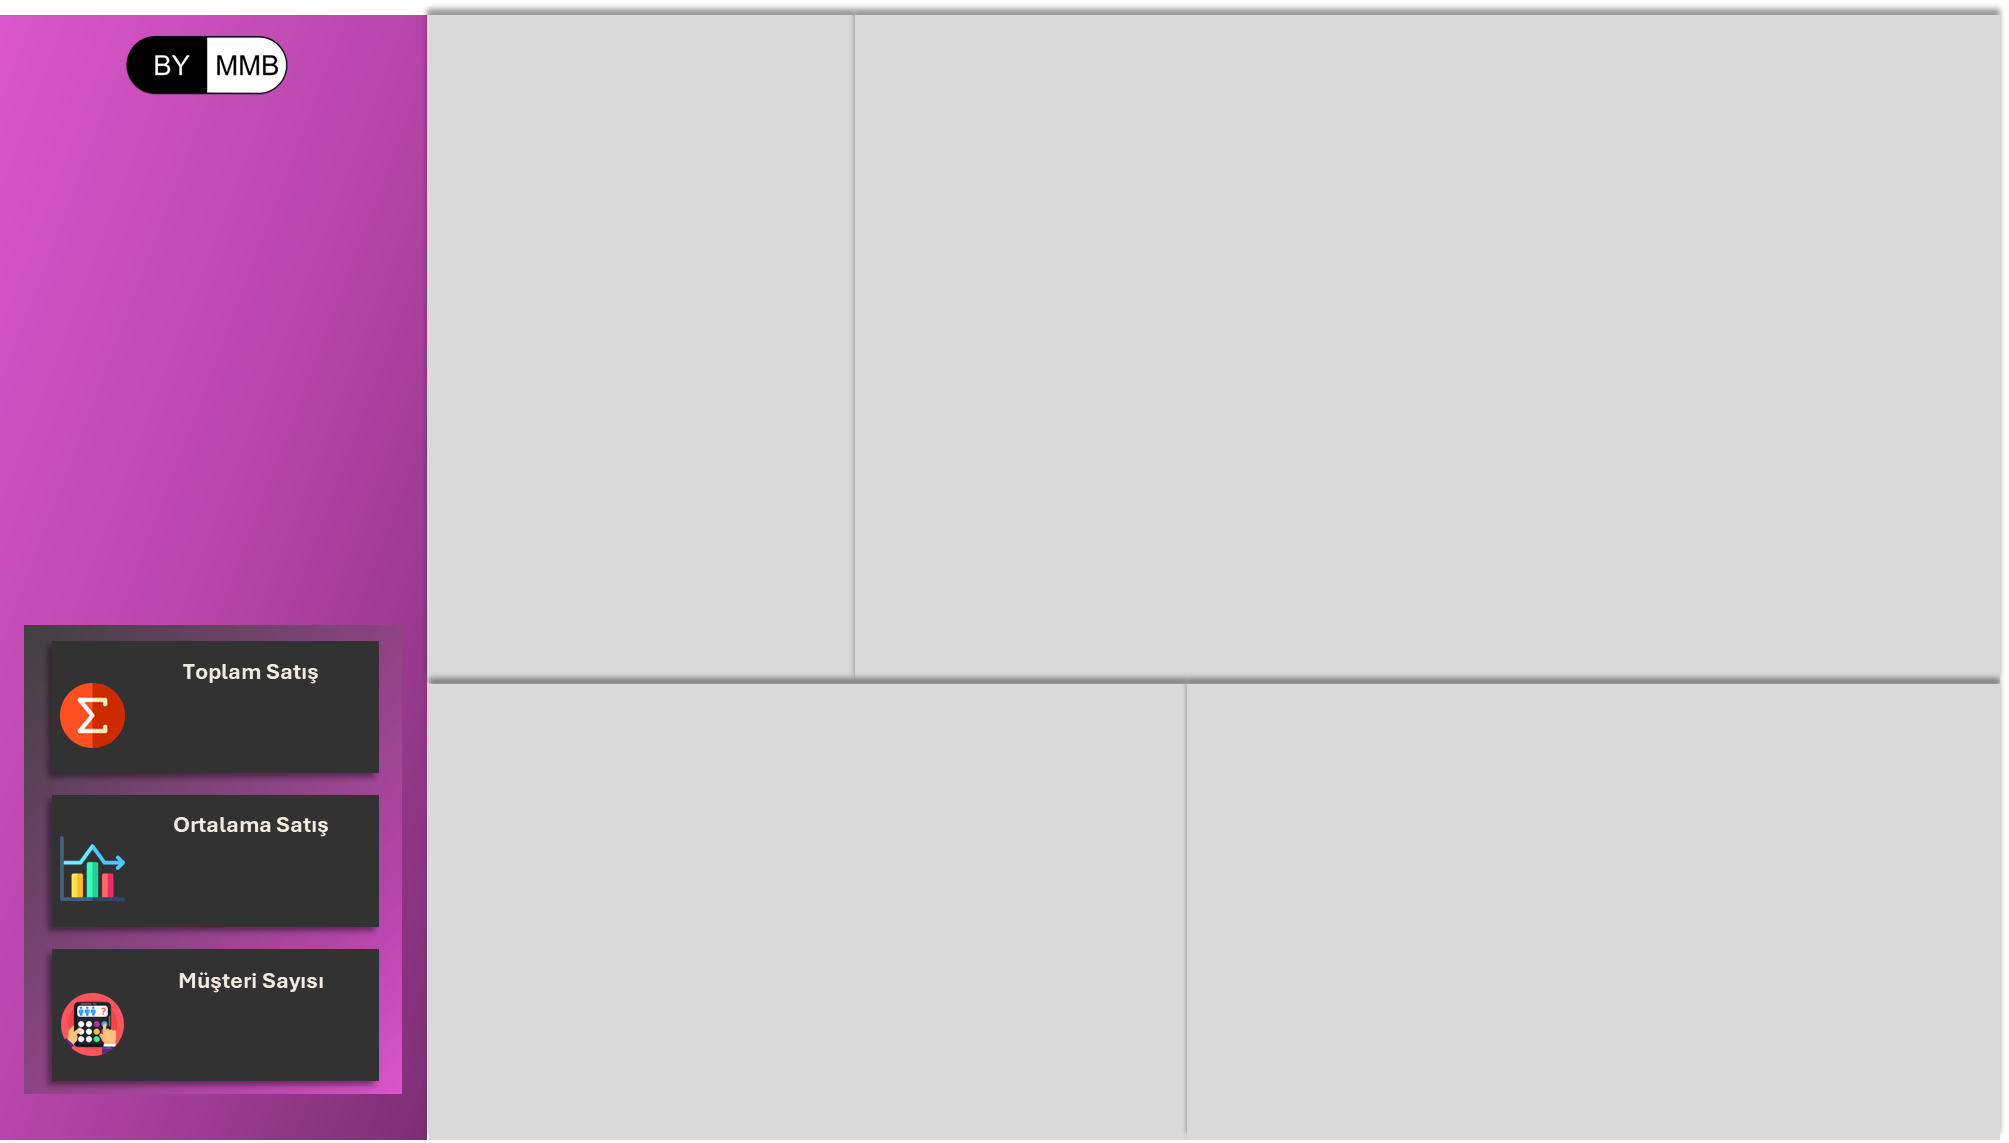 BY MMB
Toplam Satış
Ortalama Satış
Müşteri Sayısı
?